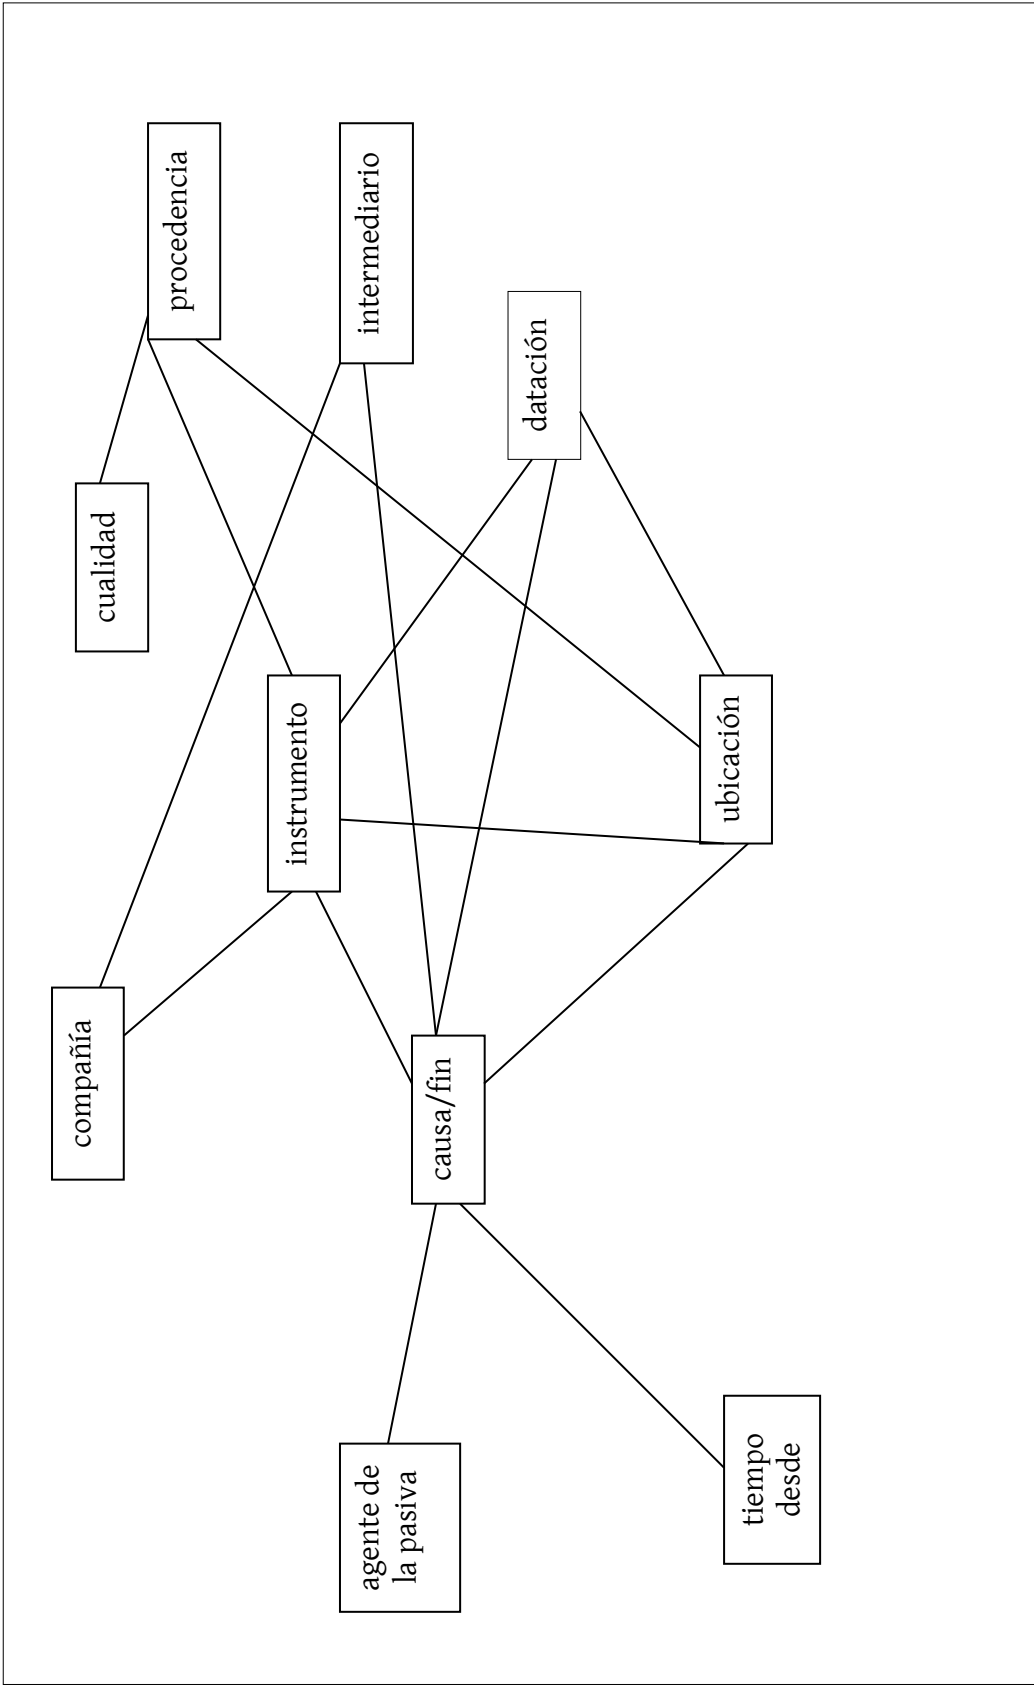 compañía
cualidad
procedencia
instrumento
agente de
la pasiva
intermediario
causa/fin
datación
ubicación
tiempo
desde